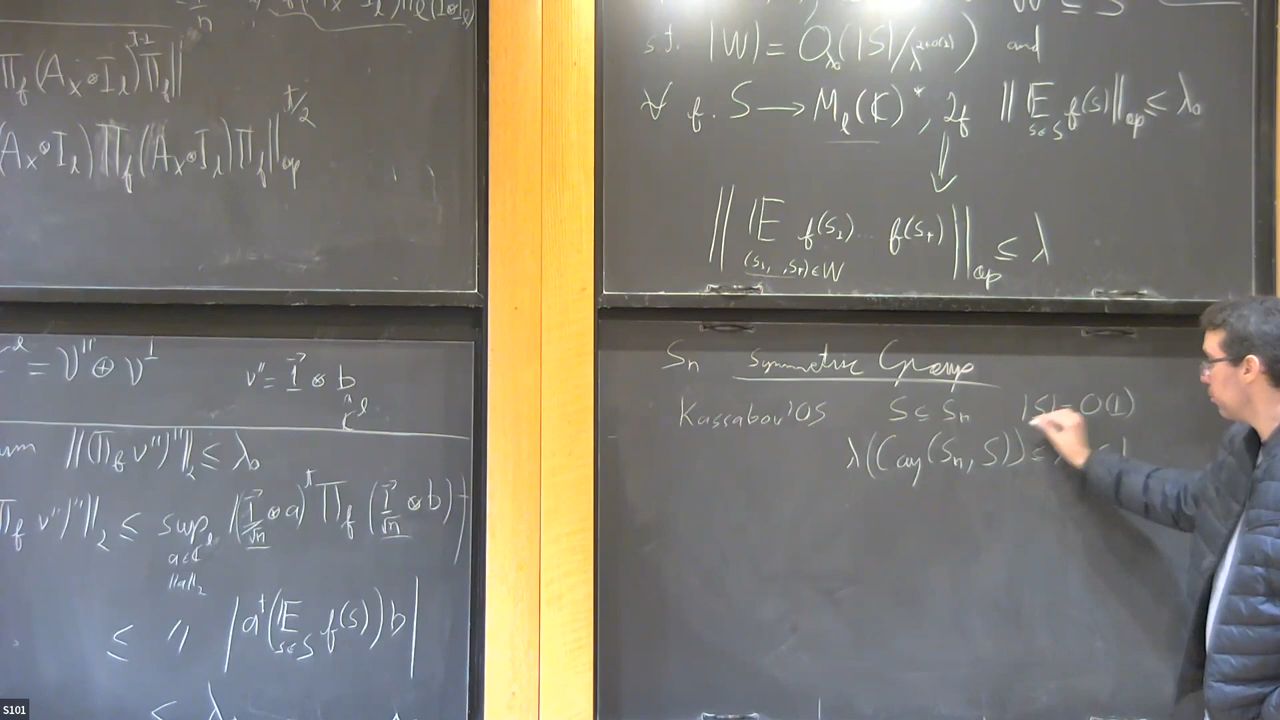 Π_f (A_x ⊗ I_l)^{t-1} Π_f ||
(A_x ⊗ I_l) Π_f (A_x ⊗ I_l) Π_f ||_op^{t/2}
= V'' ⊕ V^⊥
v'' = 1⃗ ⊗ b
||(Π_f v'')''||_2 ≤ λ_0
Π_f v'')''||_2 ≤ sup |(1⃗/√n ⊗ a)^† Π_f (1⃗/√n ⊗ b)|
a∈C^l
||a||_2
≤ " |a^†(E_{s∈S} f(s)) b|
≤ λ
s.t. |W| = O_{λ_0}(|S|/λ^{2+o(1)}) and
∀ f: S → M_l(C)*, if || E_{s∈S} f(s) ||_op ≤ λ_0
⇓
|| E_{(s_1, ,s_t)∈W} f(s_1) ... f(s_t) ||_op ≤ λ
S_n Symmetric Group
Kassabov'05 S ⊆ S_n |S| = O(1)
λ(Cay(S_n, S)) ≤
S101